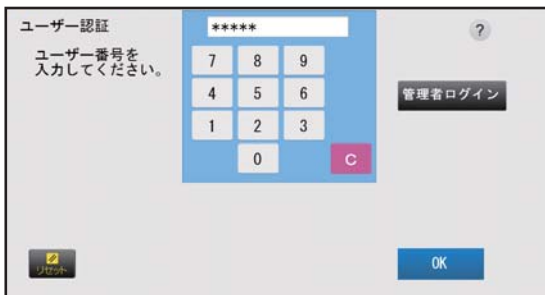 ユーザー認証
*****
?
ユーザー番号を
入力してください。
7 8 9
4 5 6
管理者ログイン
1 2 3
0 C
リセット
OK